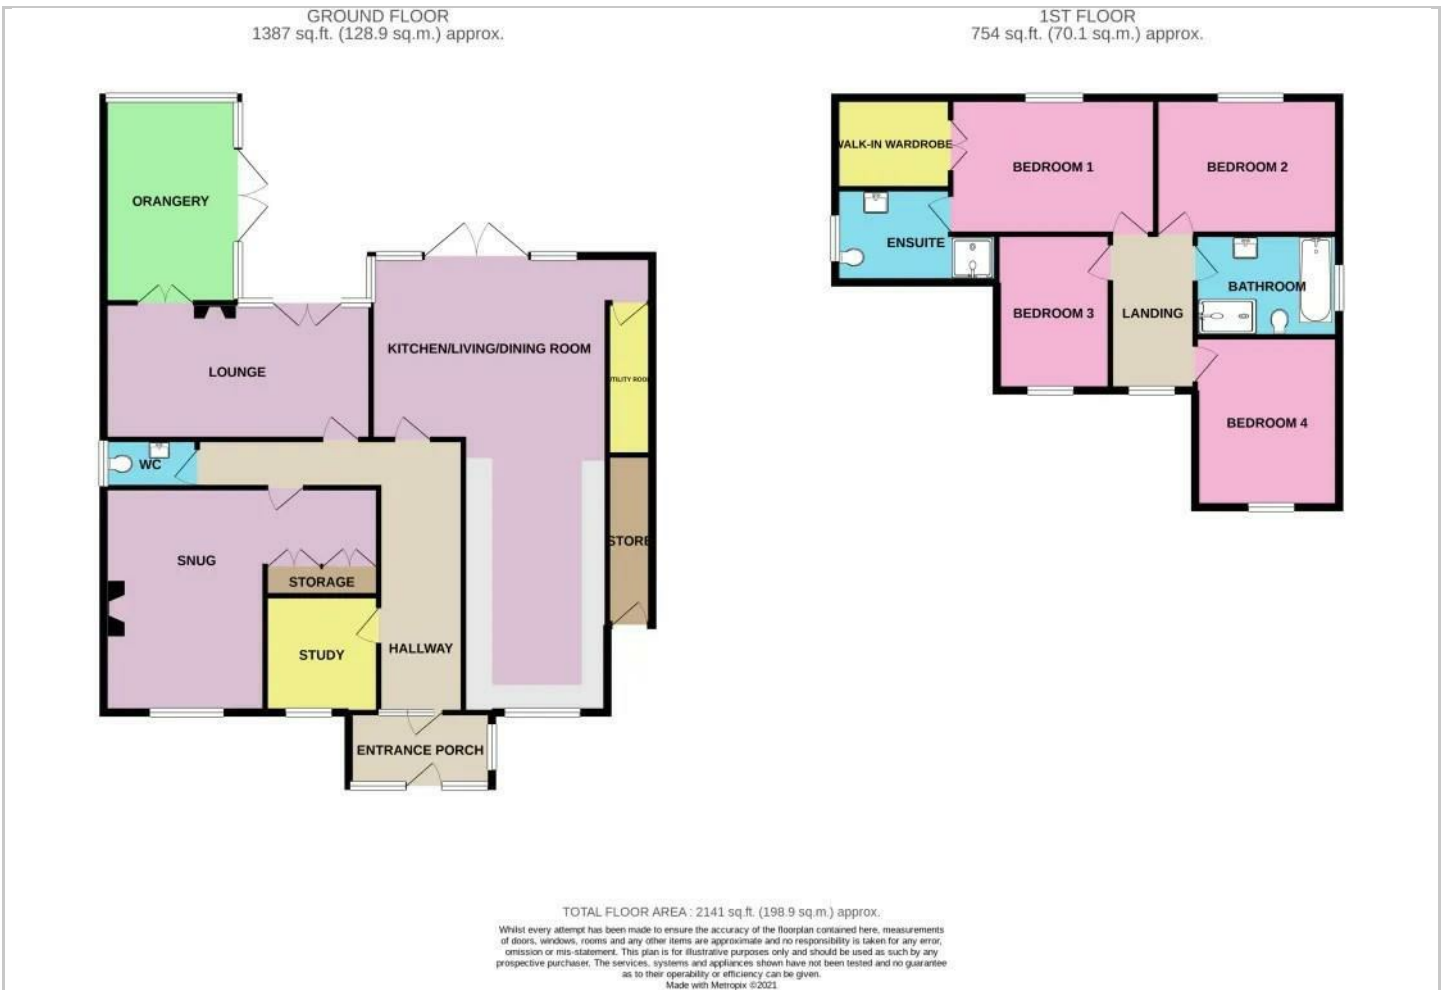 GROUND FLOOR
1387 sq.ft. (128.9 sq.m.) approx.
1ST FLOOR
754 sq.ft. (70.1 sq.m.) approx.
ORANGERY
LOUNGE
KITCHEN/LIVING/DINING ROOM
WC
SNUG
STORAGE
STUDY
HALLWAY
STORE
ENTRANCE PORCH
WALK-IN WARDROBE
BEDROOM 1
BEDROOM 2
ENSUITE
BEDROOM 3
LANDING
BATHROOM
BEDROOM 4
TOTAL FLOOR AREA : 2141 sq.ft. (198.9 sq.m.) approx.
Whilst every attempt has been made to ensure the accuracy of the floorplan contained here, measurements
of doors, windows, rooms and any other items are approximate and no responsibility is taken for any error,
omission or mis-statement. This plan is for illustrative purposes only and should be used as such by any
prospective purchaser. The services, systems and appliances shown have not been tested and no guarantee
as to their operability or efficiency can be given.
Made with Metropix ©2021